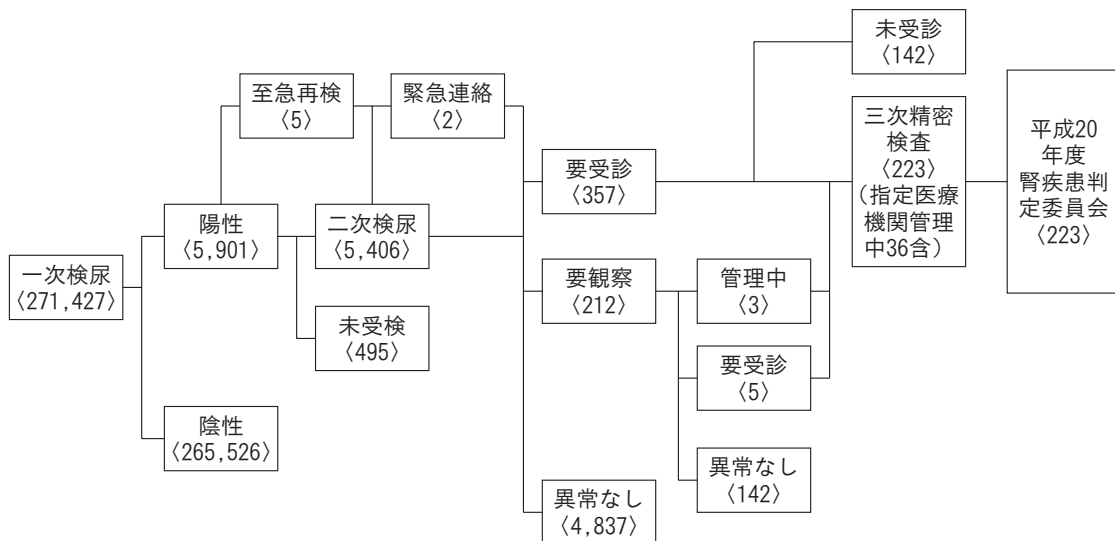 一次検尿
〈271,427〉
陽性
〈5,901〉
陰性
〈265,526〉
至急再検
〈5〉
二次検尿
〈5,406〉
未受検
〈495〉
緊急連絡
〈2〉
要受診
〈357〉
要観察
〈212〉
異常なし
〈4,837〉
管理中
〈3〉
要受診
〈5〉
異常なし
〈142〉
未受診
〈142〉
三次精密
検査
〈223〉
（指定医療
機関管理
中36含）
平成20
年度
腎疾患判
定委員会
〈223〉